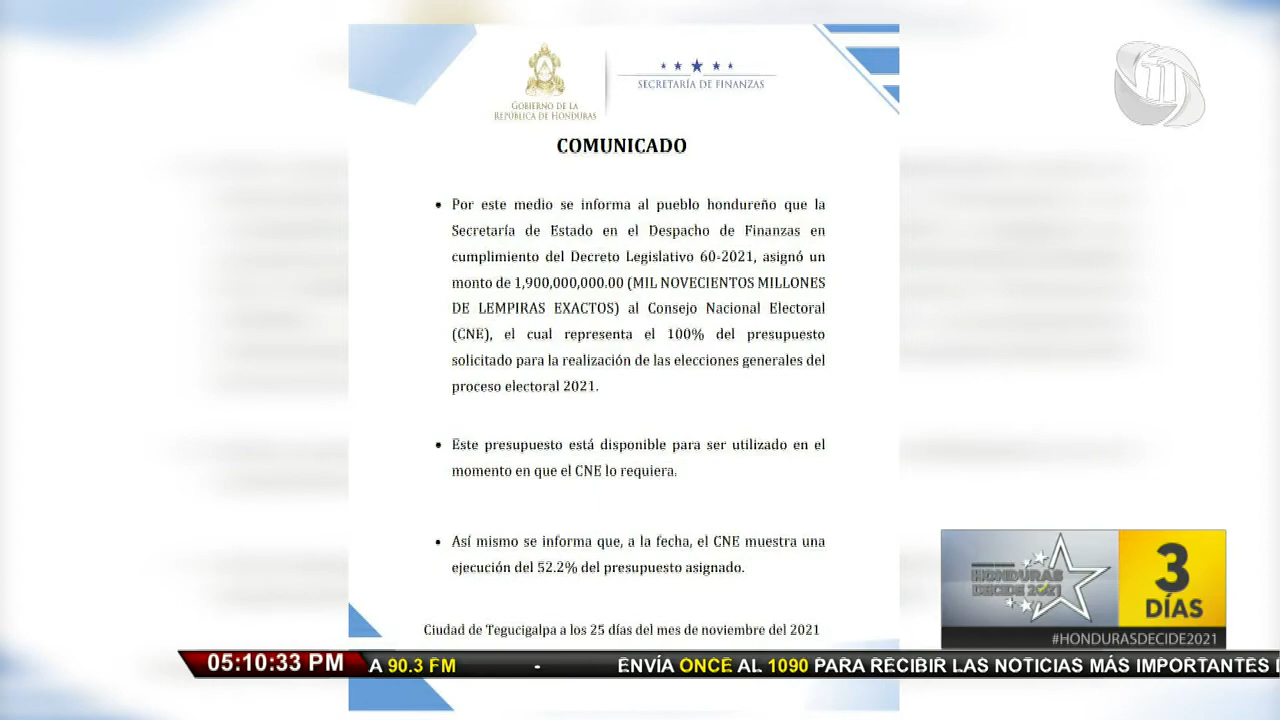 GOBIERNO DE LA
REPÚBLICA DE HONDURAS
SECRETARÍA DE FINANZAS
COMUNICADO
• Por este medio se informa al pueblo hondureño que la
Secretaría de Estado en el Despacho de Finanzas en
cumplimiento del Decreto Legislativo 60-2021, asignó un
monto de 1,900,000,000.00 (MIL NOVECIENTOS MILLONES
DE LEMPIRAS EXACTOS) al Consejo Nacional Electoral
(CNE), el cual representa el 100% del presupuesto
solicitado para la realización de las elecciones generales del
proceso electoral 2021.
• Este presupuesto está disponible para ser utilizado en el
momento en que el CNE lo requiera.
• Así mismo se informa que, a la fecha, el CNE muestra una
ejecución del 52.2% del presupuesto asignado.
Ciudad de Tegucigalpa a los 25 días del mes de noviembre del 2021
11
HONDURAS
DECIDE 2021
3
DÍAS
#HONDURASDECIDE2021
05:10:33 PM A 90.3 FM - ENVÍA ONCE AL 1090 PARA RECIBIR LAS NOTICIAS MÁS IMPORTANTES